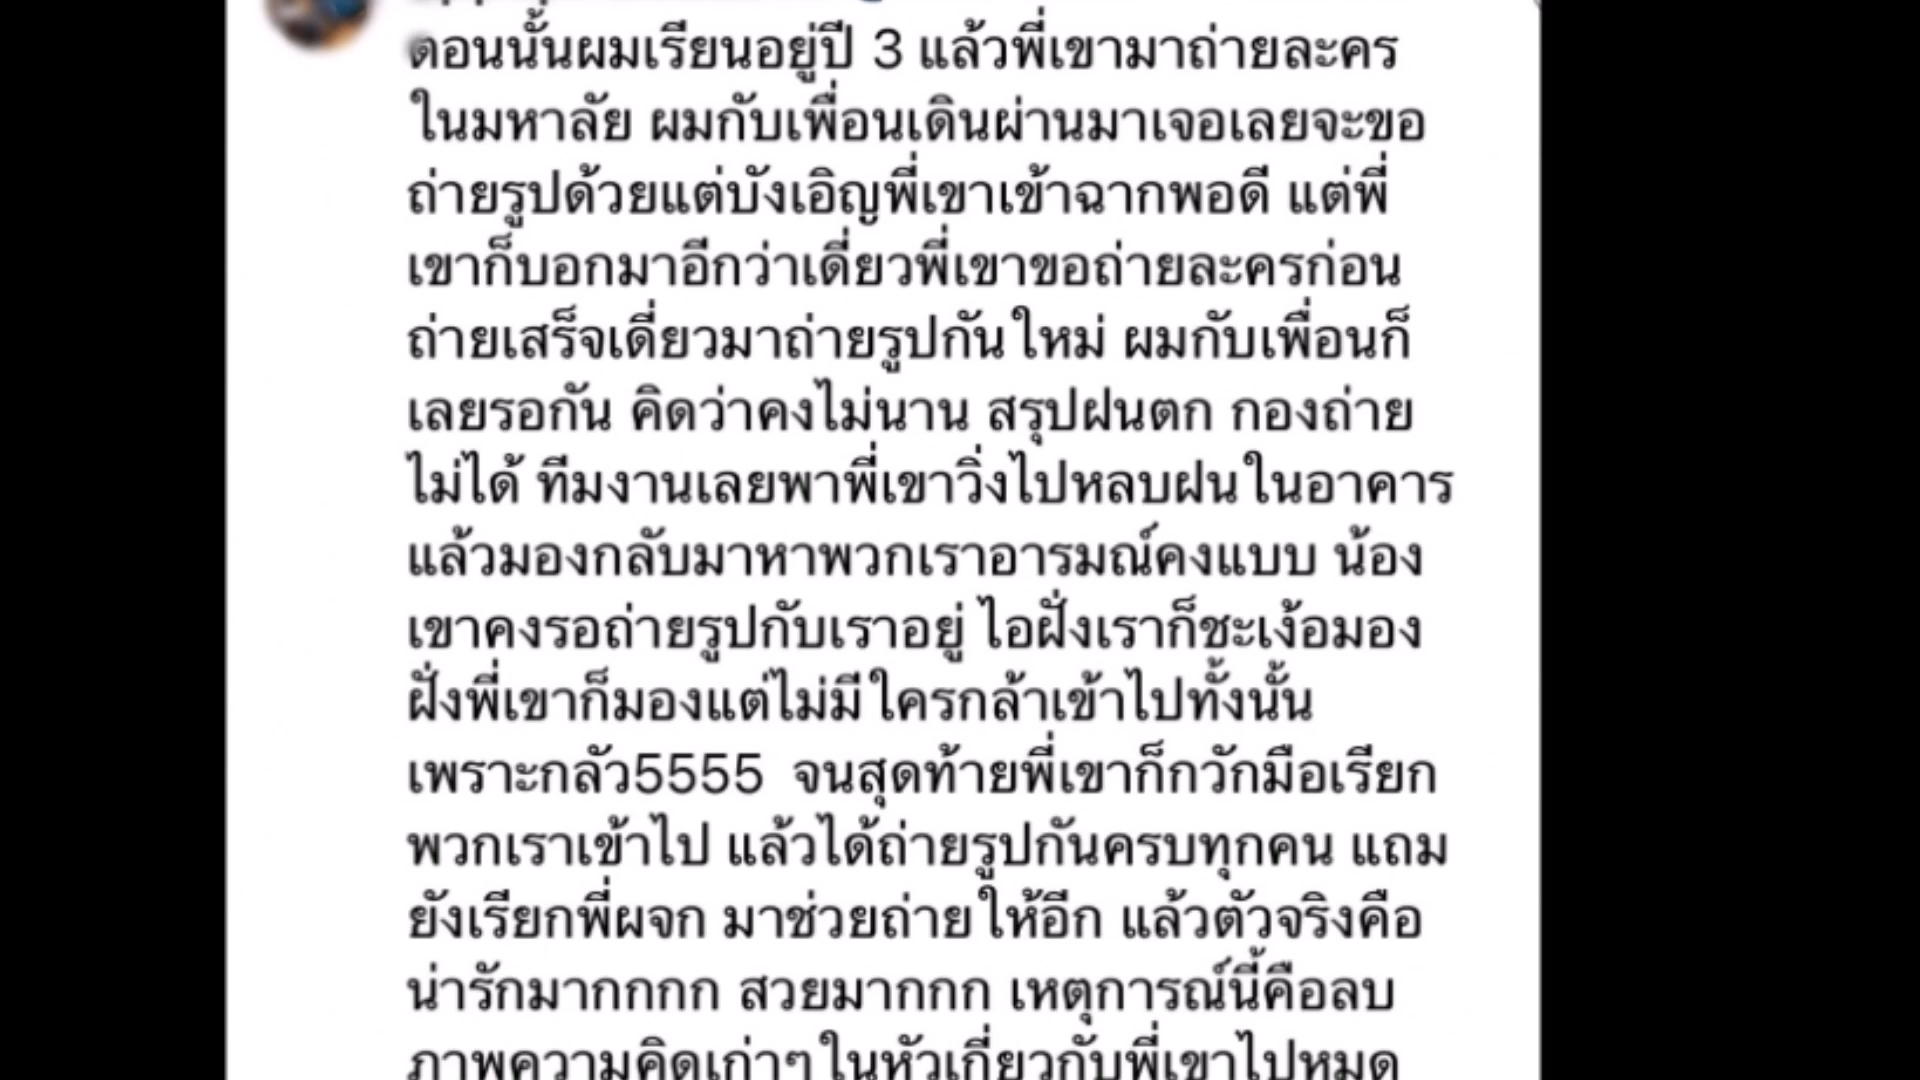 ตอนนั้นผมเรียนอยู่ปี 3 แล้วพี่เขามาถ่ายละคร
ในมหาลัย ผมกับเพื่อนเดินผ่านมาเจอเลยจะขอ
ถ่ายรูปด้วยแต่บังเอิญพี่เขาเข้าฉากพอดี แต่พี่
เขาก็บอกมาอีกว่าเดี่ยวพี่เขาขอถ่ายละครก่อน
ถ่ายเสร็จเดี่ยวมาถ่ายรูปกันใหม่ ผมกับเพื่อนก็
เลยรอกัน คิดว่าคงไม่นาน สรุปฝนตก กองถ่าย
ไม่ได้ ทีมงานเลยพาพี่เขาวิ่งไปหลบฝนในอาคาร
แล้วมองกลับมาหาพวกเราอารมณ์คงแบบ น้อง
เขาคงรอถ่ายรูปกับเราอยู่ ไอฝั่งเราก็ชะเง้อมอง
ฝั่งพี่เขาก็มองแต่ไม่มีใครกล้าเข้าไปทั้งนั้น
เพราะกลัว5555 จนสุดท้ายพี่เขาก็กวักมือเรียก
พวกเราเข้าไป แล้วได้ถ่ายรูปกันครบทุกคน แถม
ยังเรียกพี่ผจก มาช่วยถ่ายให้อีก แล้วตัวจริงคือ
น่ารักมากกกก สวยมากกก เหตุการณ์นี้คือลบ
ภาพความคิดเก่าๆในหัวเกี่ยวกับพี่เขาไปหมด